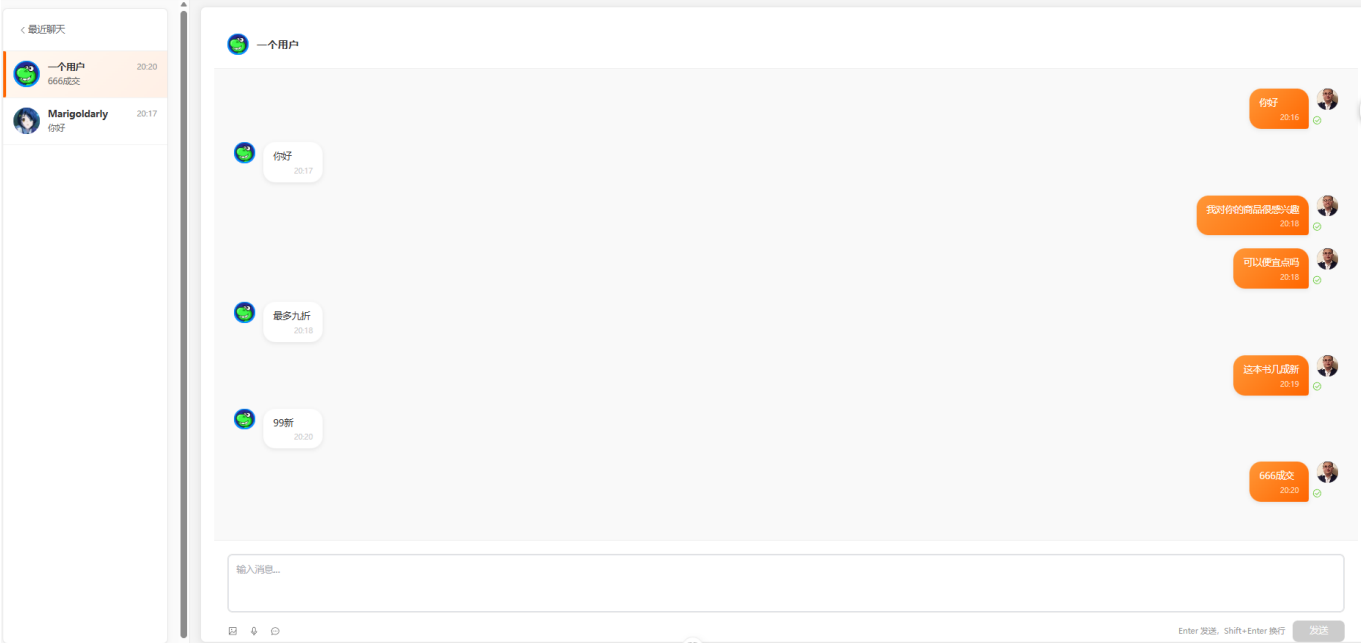 最近聊天
一个用户 20:20
666成交
Marigoldarly 20:17
你好
一个用户
你好
20:16
你好
20:17
我对你的商品很感兴趣
20:18
可以便宜点吗
20:18
最多九折
20:18
这本书几成新
20:19
99新
20:20
666成交
20:20
输入消息...
Enter 发送，Shift+Enter 换行 发送